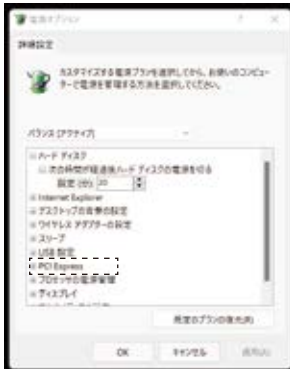 電源オプション
詳細設定
カスタマイズする電源プランを選択してから、お使いのコンピュー
ターで電源を管理する方法を選択してください。
バランス [アクティブ]
ハード ディスク
次の時間が経過後ハード ディスクの電源を切る
設定 (分): 20
Internet Explorer
デスクトップの背景の設定
ワイヤレス アダプターの設定
スリープ
USB 設定
PCI Express
プロセッサの電源管理
ディスプレイ
既定のプランの復元(R)
OK
キャンセル
適用(A)